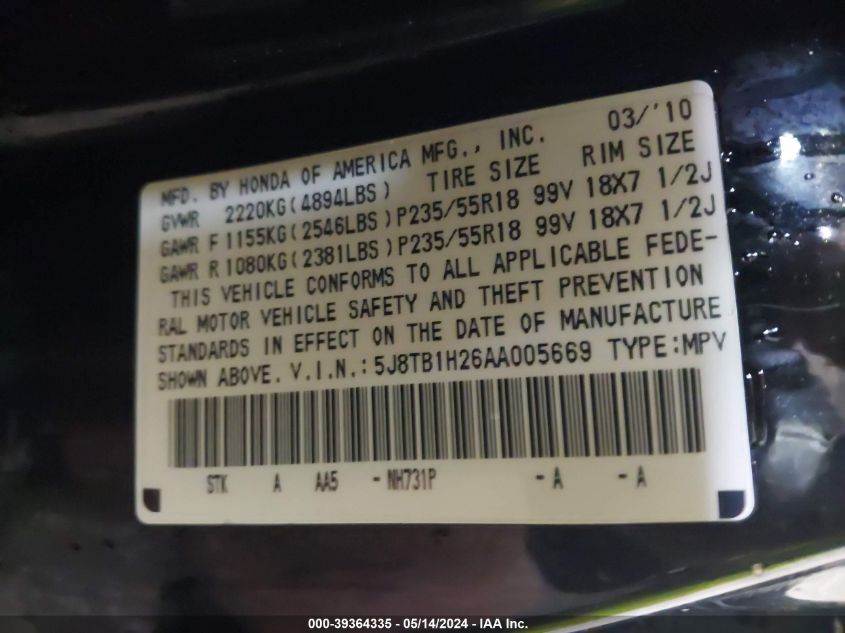 MFD. BY HONDA OF AMERICA MFG., INC. 03/'10
GVWR 2220KG(4894LBS) TIRE SIZE RIM SIZE
GAWR F 1155KG(2546LBS) P235/55R18 99V 18X7 1/2J
GAWR R 1080KG(2381LBS) P235/55R18 99V 18X7 1/2J
THIS VEHICLE CONFORMS TO ALL APPLICABLE FEDE-
RAL MOTOR VEHICLE SAFETY AND THEFT PREVENTION
STANDARDS IN EFFECT ON THE DATE OF MANUFACTURE
SHOWN ABOVE. V.I.N.: 5J8TB1H26AA005669 TYPE:MPV
STK A AA5 - NH731P - A - A
000-39364335 - 05/14/2024 - IAA Inc.